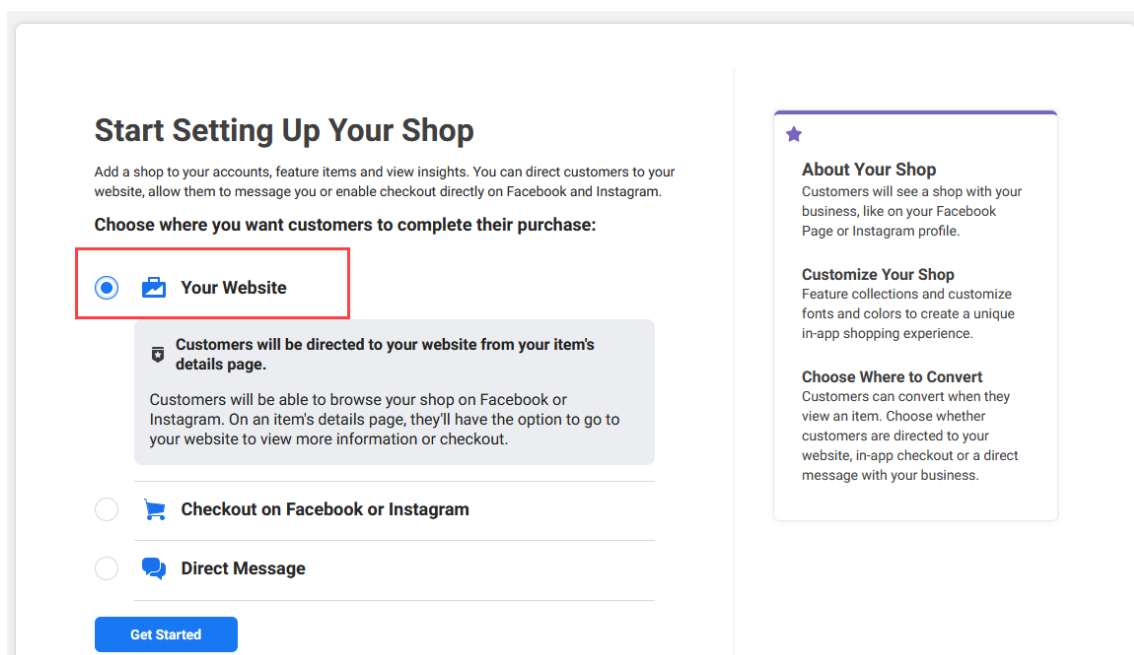 Start Setting Up Your Shop
Add a shop to your accounts, feature items and view insights. You can direct customers to your
website, allow them to message you or enable checkout directly on Facebook and Instagram.
Choose where you want customers to complete their purchase:
Your Website
Customers will be directed to your website from your item's
details page.
Customers will be able to browse your shop on Facebook or
Instagram. On an item's details page, they'll have the option to go to
your website to view more information or checkout.
Checkout on Facebook or Instagram
Direct Message
Get Started
About Your Shop
Customers will see a shop with your
business, like on your Facebook
Page or Instagram profile.
Customize Your Shop
Feature collections and customize
fonts and colors to create a unique
in-app shopping experience.
Choose Where to Convert
Customers can convert when they
view an item. Choose whether
customers are directed to your
website, in-app checkout or a direct
message with your business.